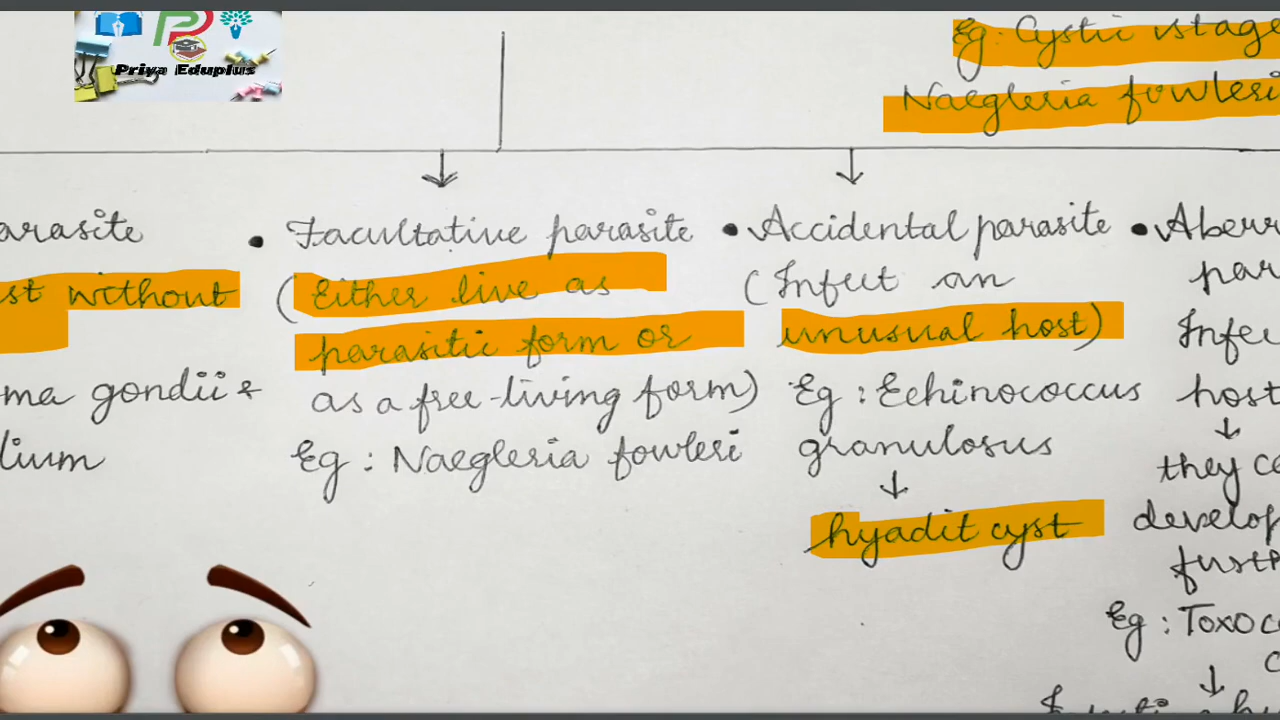 Priya Eduplus
Eg: Cystic stage
Naegleria fowleri
arasite
st without
ma gondii &
lium
• Facultative parasite
(Either live as
parasitic form or
as a free-living form)
Eg : Naegleria fowleri
• Accidental parasite
(Infect an
unusual host)
Eg : Echinococcus
granulosus
↓
hyadit cyst
• Aberr
par
Infec
host
↓
they ca
develop
furth
Eg : Toxoc
c
↓